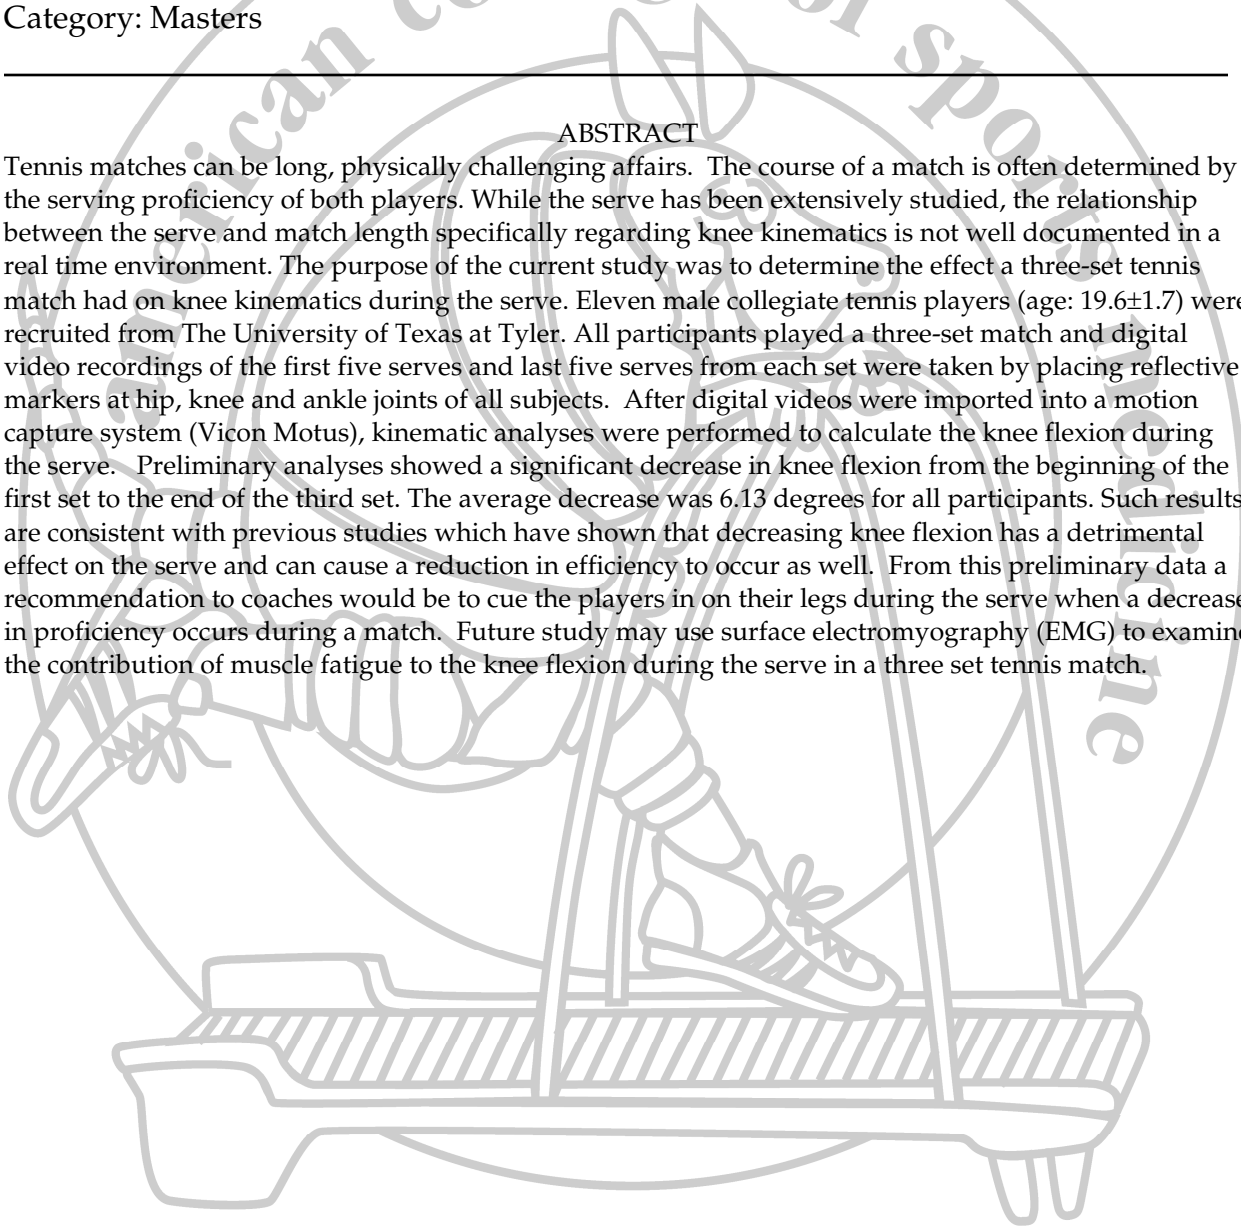 american college of sports medicine
Category: Masters
ABSTRACT
Tennis matches can be long, physically challenging affairs.  The course of a match is often determined by
the serving proficiency of both players. While the serve has been extensively studied, the relationship
between the serve and match length specifically regarding knee kinematics is not well documented in a
real time environment. The purpose of the current study was to determine the effect a three-set tennis
match had on knee kinematics during the serve. Eleven male collegiate tennis players (age: 19.6±1.7) were
recruited from The University of Texas at Tyler. All participants played a three-set match and digital
video recordings of the first five serves and last five serves from each set were taken by placing reflective
markers at hip, knee and ankle joints of all subjects.  After digital videos were imported into a motion
capture system (Vicon Motus), kinematic analyses were performed to calculate the knee flexion during
the serve.   Preliminary analyses showed a significant decrease in knee flexion from the beginning of the
first set to the end of the third set. The average decrease was 6.13 degrees for all participants. Such results
are consistent with previous studies which have shown that decreasing knee flexion has a detrimental
effect on the serve and can cause a reduction in efficiency to occur as well.  From this preliminary data a
recommendation to coaches would be to cue the players in on their legs during the serve when a decrease
in proficiency occurs during a match.  Future study may use surface electromyography (EMG) to examine
the contribution of muscle fatigue to the knee flexion during the serve in a three set tennis match.